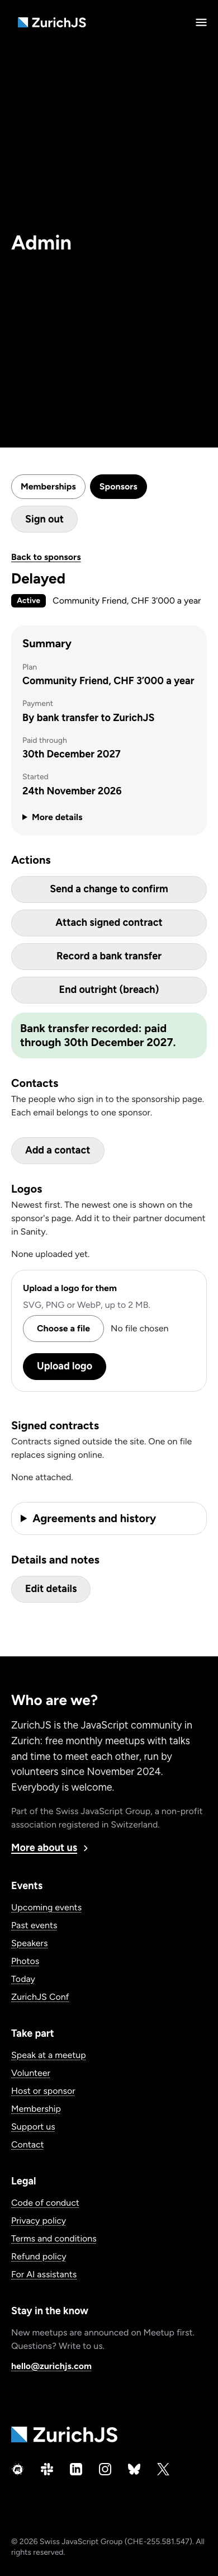 ZurichJS
Admin
Memberships
Sponsors
Sign out
Back to sponsors
Delayed
Active
Community Friend, CHF 3’000 a year
Summary
Plan
Community Friend, CHF 3’000 a year
Payment
By bank transfer to ZurichJS
Paid through
30th December 2027
Started
24th November 2026
More details
Actions
Send a change to confirm
Attach signed contract
Record a bank transfer
End outright (breach)
Bank transfer recorded: paid
through 30th December 2027.
Contacts
The people who sign in to the sponsorship page.
Each email belongs to one sponsor.
Add a contact
Logos
Newest first. The newest one is shown on the
sponsor's page. Add it to their partner document
in Sanity.
None uploaded yet.
Upload a logo for them
SVG, PNG or WebP, up to 2 MB.
Choose a file
No file chosen
Upload logo
Signed contracts
Contracts signed outside the site. One on file
replaces signing online.
None attached.
Agreements and history
Details and notes
Edit details
Who are we?
ZurichJS is the JavaScript community in
Zurich: free monthly meetups with talks
and time to meet each other, run by
volunteers since November 2024.
Everybody is welcome.
Part of the Swiss JavaScript Group, a non-profit
association registered in Switzerland.
More about us
Events
Upcoming events
Past events
Speakers
Photos
Today
ZurichJS Conf
Take part
Speak at a meetup
Volunteer
Host or sponsor
Membership
Support us
Contact
Legal
Code of conduct
Privacy policy
Terms and conditions
Refund policy
For AI assistants
Stay in the know
New meetups are announced on Meetup first.
Questions? Write to us.
hello@zurichjs.com
ZurichJS
© 2026 Swiss JavaScript Group (CHE-255.581.547). All
rights reserved.